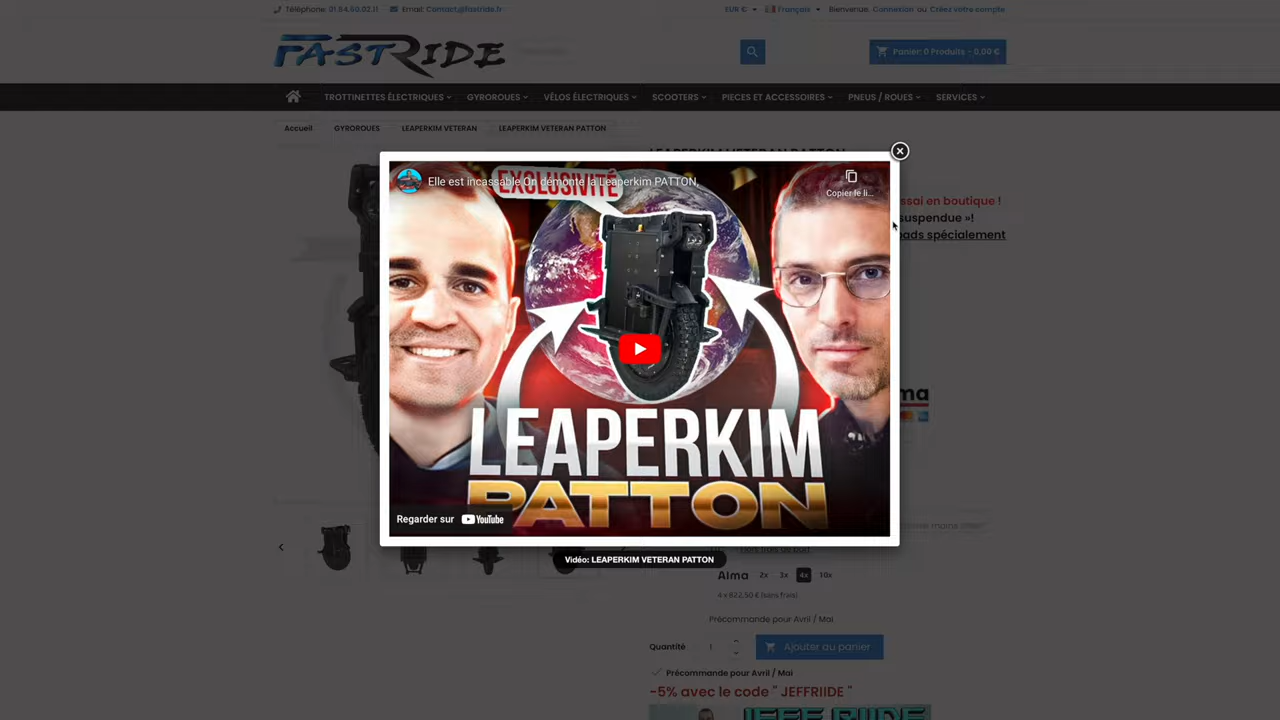 Téléphone: 01.84.60.02.11
Email: Contact@fastride.fr
EUR €
Français
Bienvenue, Connexion ou Créez votre compte
FASTRIDE
Panier: 0 Produits - 0,00 €
TROTTINETTES ÉLECTRIQUES
GYROROUES
VÉLOS ÉLECTRIQUES
SCOOTERS
PIECES ET ACCESSOIRES
PNEUS / ROUES
SERVICES
Accueil
GYROROUES
LEAPERKIM VETERAN
LEAPERKIM VETERAN PATTON
LEAPERKIM VETERAN PATTON
Elle est incassable On démonte la Leaperkim PATTON,
EXCLUSIVITÉ
Copier le li...
essai en boutique !
suspendue »!
pads spécialement
LEAPERKIM
PATTON
Regarder sur YouTube
Vidéo: LEAPERKIM VETERAN PATTON
Alma 2x 3x 4x 10x
4 x 622,50 € (sans frais)
Précommande pour Avril / Mai
Quantité
1
Ajouter au panier
Précommande pour Avril / Mai
-5% avec le code " JEFFRIIDE "